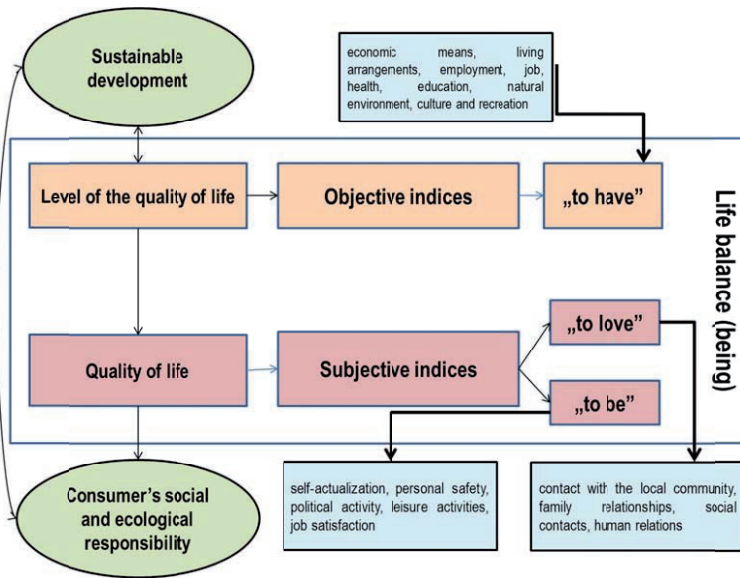 Sustainable
development
economic means, living
arrangements, employment, job,
health, education, natural
environment, culture and recreation
Level of the quality of life
Objective indices
„to have”
Life balance (being)
Quality of life
Subjective indices
„to love”
„to be”
Consumer's social
and ecological
responsibility
self-actualization, personal safety,
political activity, leisure activities,
job satisfaction
contact with the local community,
family relationships, social
contacts, human relations